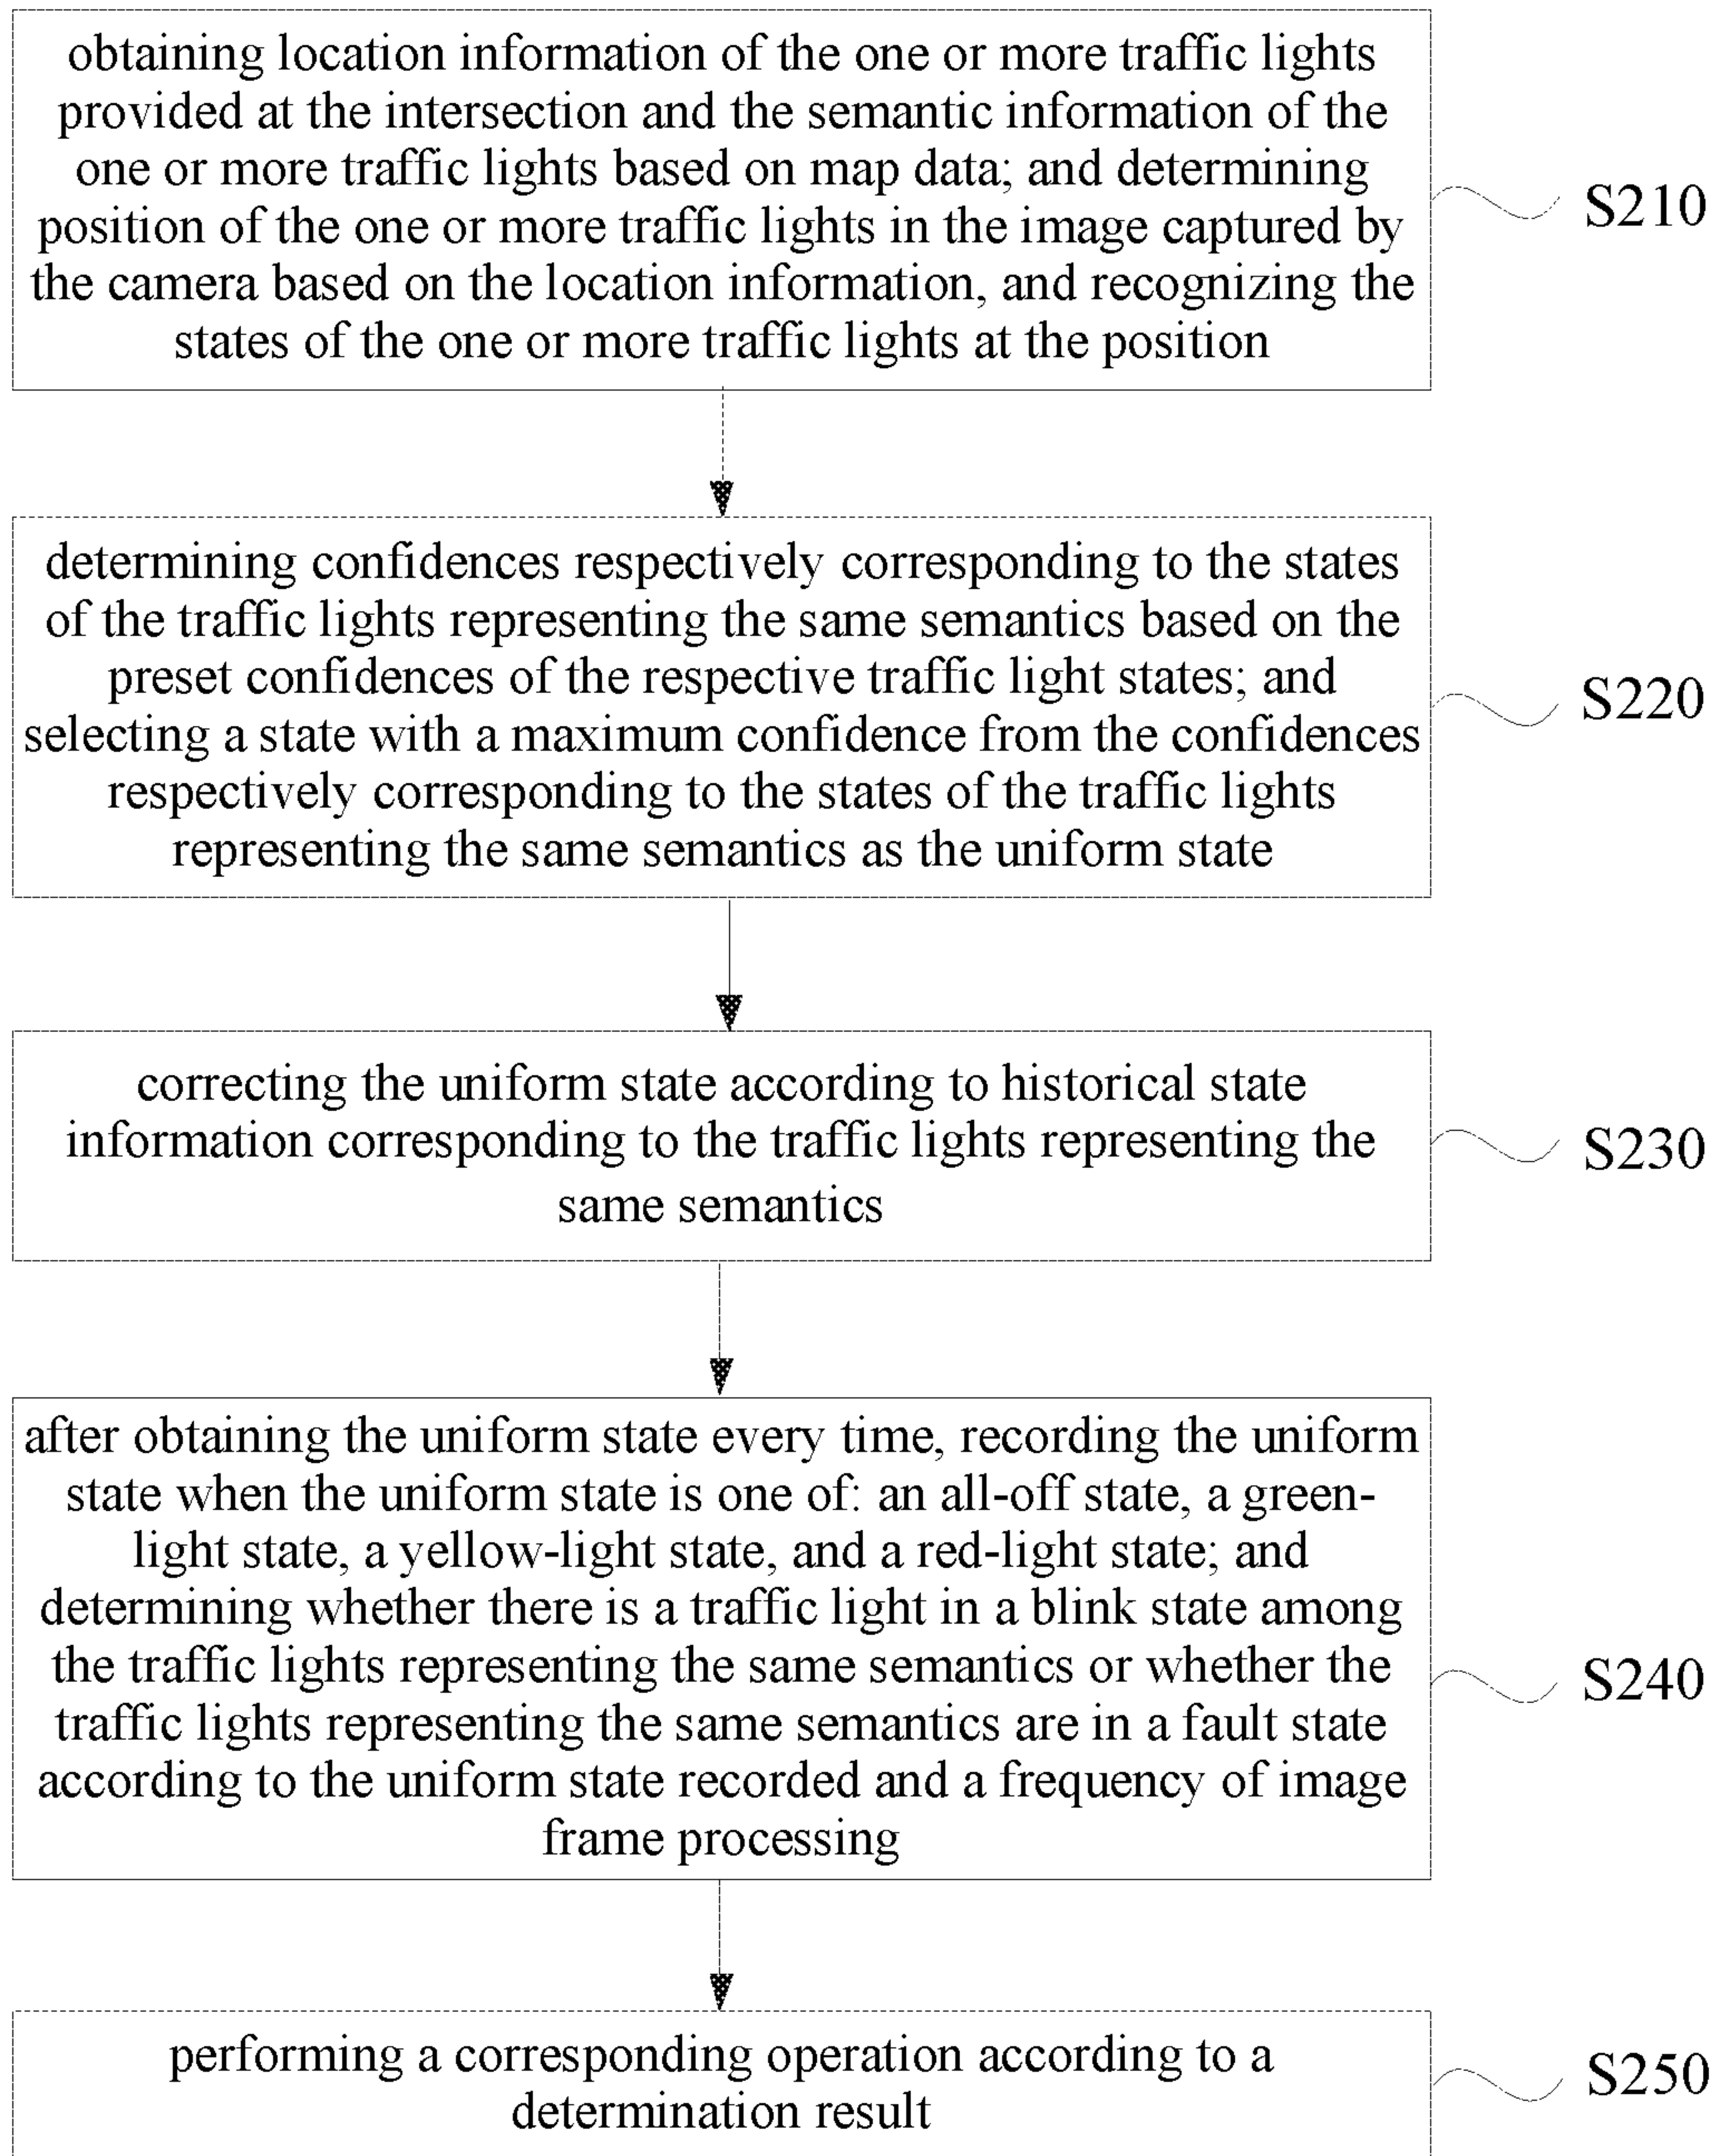 obtaining location information of the one or more traffic lights
provided at the intersection and the semantic information of the
one or more traffic lights based on map data; and determining
position of the one or more traffic lights in the image captured by
the camera based on the location information, and recognizing the
states of the one or more traffic lights at the position
S210
determining confidences respectively corresponding to the states
of the traffic lights representing the same semantics based on the
preset confidences of the respective traffic light states; and
selecting a state with a maximum confidence from the confidences
respectively corresponding to the states of the traffic lights
representing the same semantics as the uniform state
S220
correcting the uniform state according to historical state
information corresponding to the traffic lights representing the
same semantics
S230
after obtaining the uniform state every time, recording the uniform
state when the uniform state is one of: an all-off state, a green-
light state, a yellow-light state, and a red-light state; and
determining whether there is a traffic light in a blink state among
the traffic lights representing the same semantics or whether the
traffic lights representing the same semantics are in a fault state
according to the uniform state recorded and a frequency of image
frame processing
S240
performing a corresponding operation according to a
determination result
S250